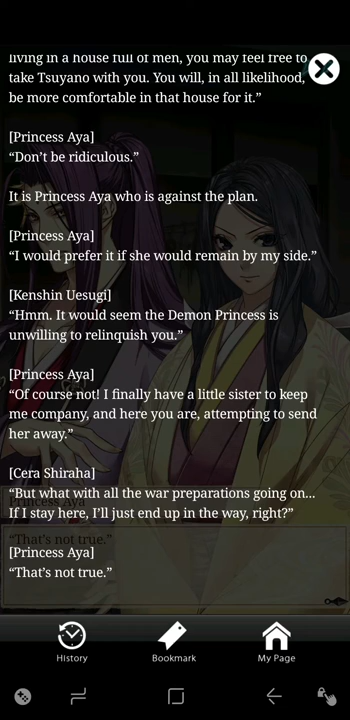 living in a house full of men, you may feel free to
take Tsuyano with you. You will, in all likelihood,
be more comfortable in that house for it.”
[Princess Aya]
“Don’t be ridiculous.”
It is Princess Aya who is against the plan.
[Princess Aya]
“I would prefer it if she would remain by my side.”
[Kenshin Uesugi]
“Hmm. It would seem the Demon Princess is
unwilling to relinquish you.”
[Princess Aya]
“Of course not! I finally have a little sister to keep
me company, and here you are, attempting to send
her away.”
[Cera Shiraha]
“But what with all the war preparations going on...
Princess Aya
If I stay here, I’ll just end up in the way, right?”
“That’s not true.”
[Princess Aya]
“That’s not true.”
History
Bookmark
My Page